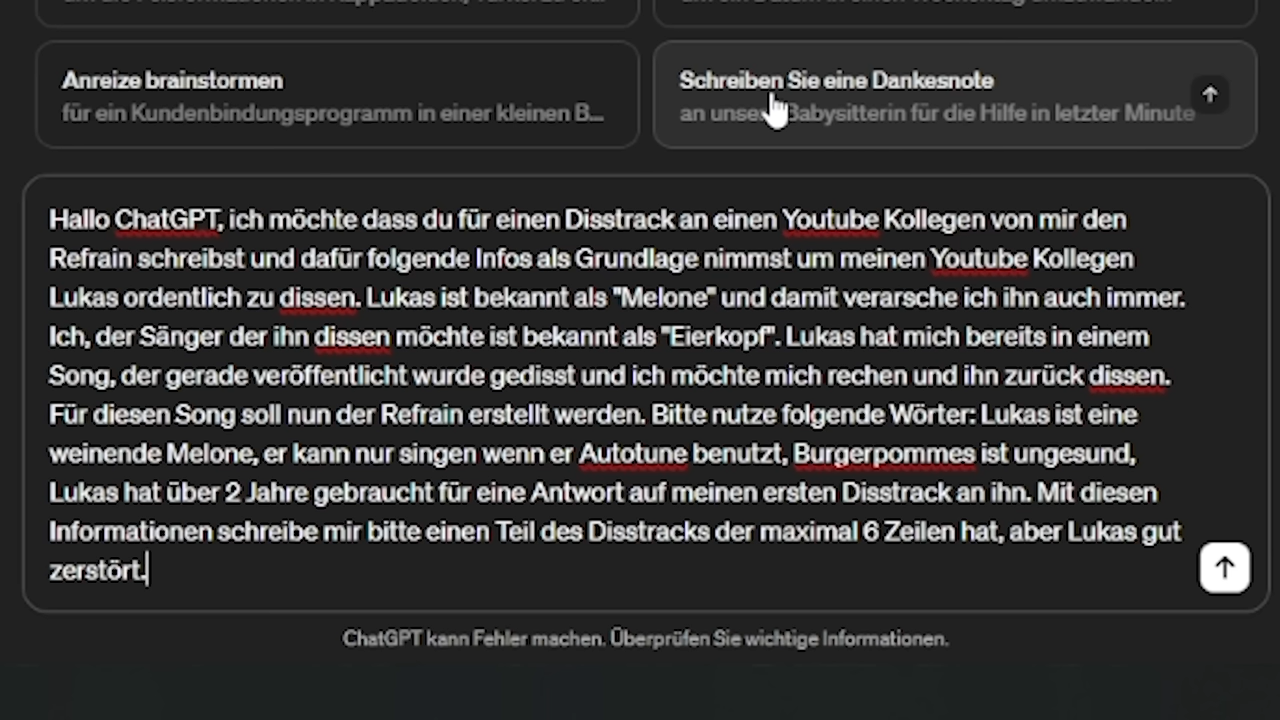 Anreize brainstormen
für ein Kundenbindungsprogramm in einer kleinen B...
Schreiben Sie eine Dankesnote
an unsere Babysitterin für die Hilfe in letzter Minute
Hallo ChatGPT, ich möchte dass du für einen Disstrack an einen Youtube Kollegen von mir den
Refrain schreibst und dafür folgende Infos als Grundlage nimmst um meinen Youtube Kollegen
Lukas ordentlich zu dissen. Lukas ist bekannt als "Melone" und damit verarsche ich ihn auch immer.
Ich, der Sänger der ihn dissen möchte ist bekannt als "Eierkopf". Lukas hat mich bereits in einem
Song, der gerade veröffentlicht wurde gedisst und ich möchte mich rechen und ihn zurück dissen.
Für diesen Song soll nun der Refrain erstellt werden. Bitte nutze folgende Wörter: Lukas ist eine
weinende Melone, er kann nur singen wenn er Autotune benutzt, Burgerpommes ist ungesund,
Lukas hat über 2 Jahre gebraucht für eine Antwort auf meinen ersten Disstrack an ihn. Mit diesen
Informationen schreibe mir bitte einen Teil des Disstracks der maximal 6 Zeilen hat, aber Lukas gut
zerstört.
ChatGPT kann Fehler machen. Überprüfen Sie wichtige Informationen.